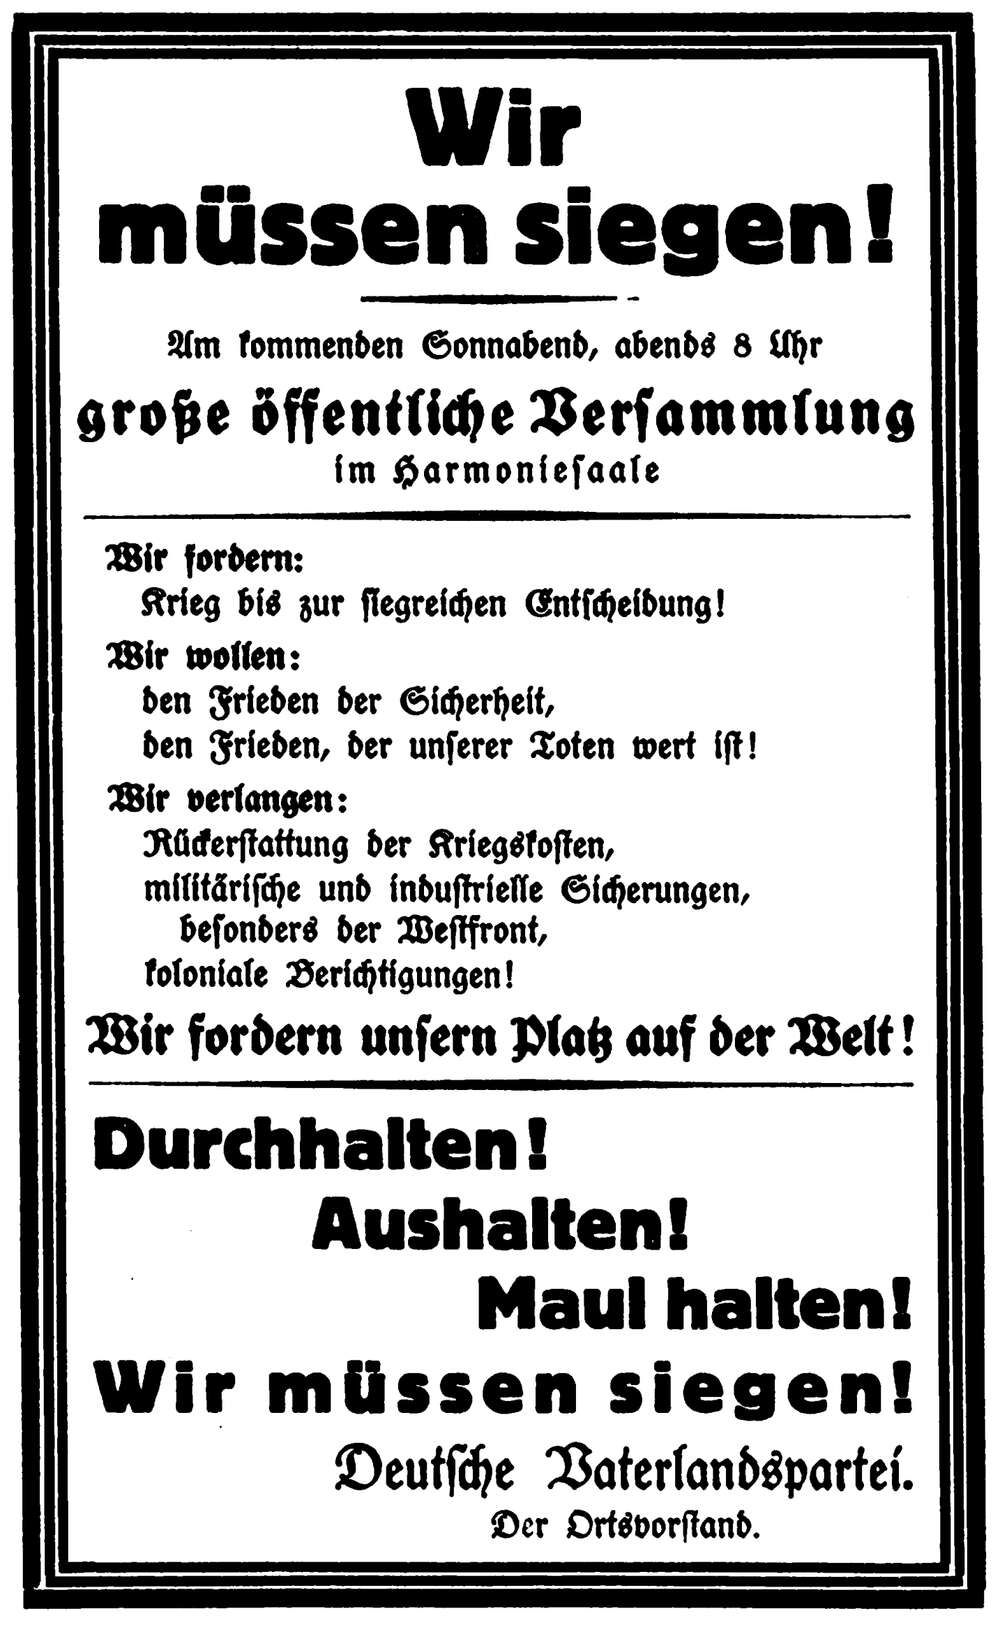 Wir
müssen siegen!
Am kommenden Sonnabend, abends 8 Uhr
große öffentliche Versammlung
im Harmoniesaale
Wir fordern:
Krieg bis zur siegreichen Entscheidung!
Wir wollen:
den Frieden der Sicherheit,
den Frieden, der unserer Toten wert ist!
Wir verlangen:
Rückerstattung der Kriegskosten,
militärische und industrielle Sicherungen,
besonders der Westfront,
koloniale Berichtigungen!
Wir fordern unsern Platz auf der Welt!
Durchhalten!
Aushalten!
Maul halten!
Wir müssen siegen!
Deutsche Vaterlandspartei.
Der Ortsvorstand.